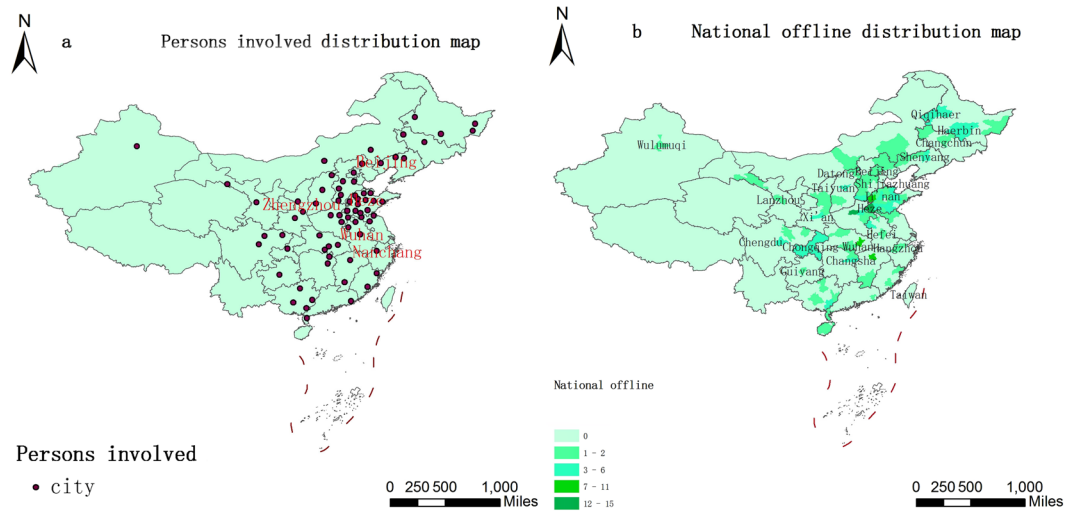 N
a
Persons involved distribution map
Beijing
Zhengzhou
Wuhan
Nanchang
Persons involved
city
0 250 500 1,000
Miles
N
b
National offline distribution map
Qiqihaer
Haerbin
Changchun
Wulumuqi
Shenyang
Datong
Beijing
Shijiazhuang
Taiyuan
Lanzhou
Ji'nan
Heze
Xi'an
Hefei
Chengdu
Chongqing
Wuhan
Hangzhou
Changsha
Guiyang
Taiwan
National offline
0
1 - 2
3 - 6
7 - 11
12 - 15
0 250 500 1,000
Miles